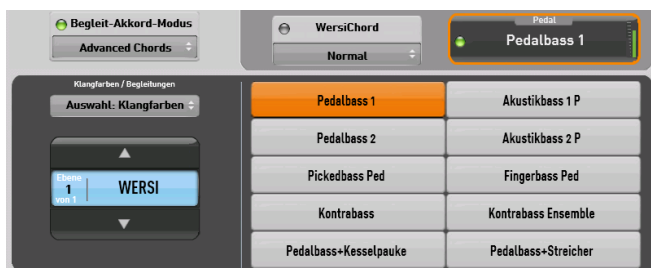 Begleit-Akkord-Modus
Advanced Chords
WersiChord
Normal
Pedal
Pedalbass 1
Klangfarben / Begleitungen
Auswahl: Klangfarben
Ebene
1
von 1
WERSI
Pedalbass 1
Akustikbass 1 P
Pedalbass 2
Akustikbass 2 P
Pickedbass Ped
Fingerbass Ped
Kontrabass
Kontrabass Ensemble
Pedalbass+Kesselpauke
Pedalbass+Streicher